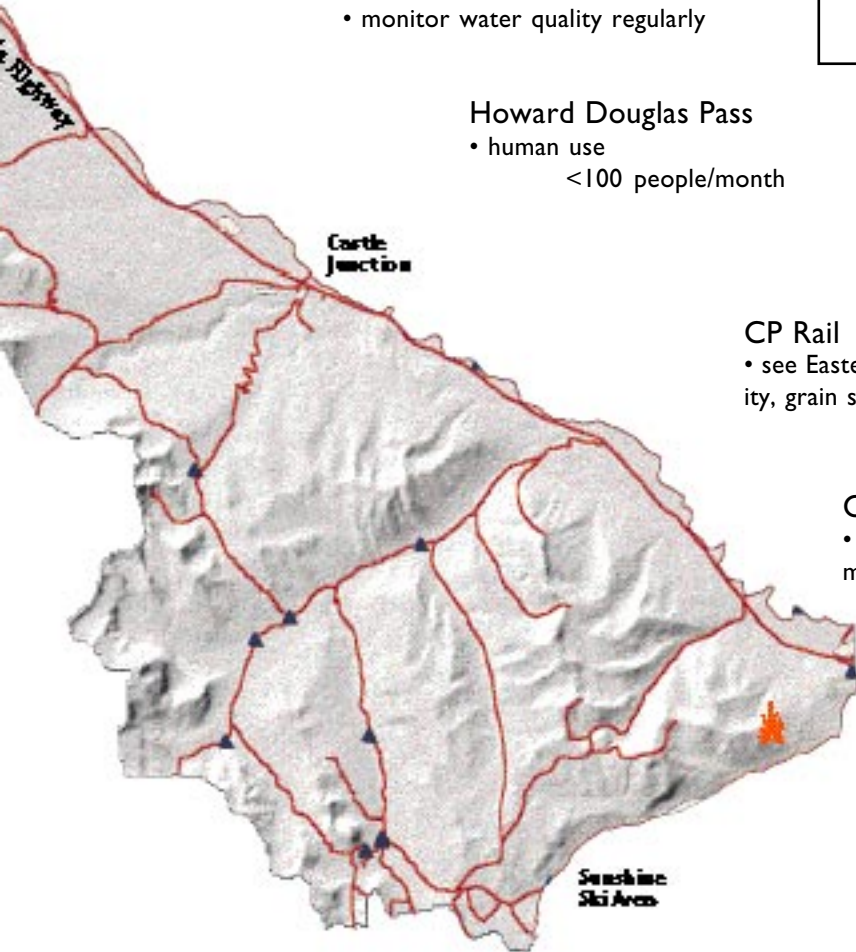 • monitor water quality regularly
Highway
Howard Douglas Pass
• human use
<100 people/month
Castle
Junction
CP Rail
• see Easte
ity, grain s
•
m
Sunshine
Ski Area